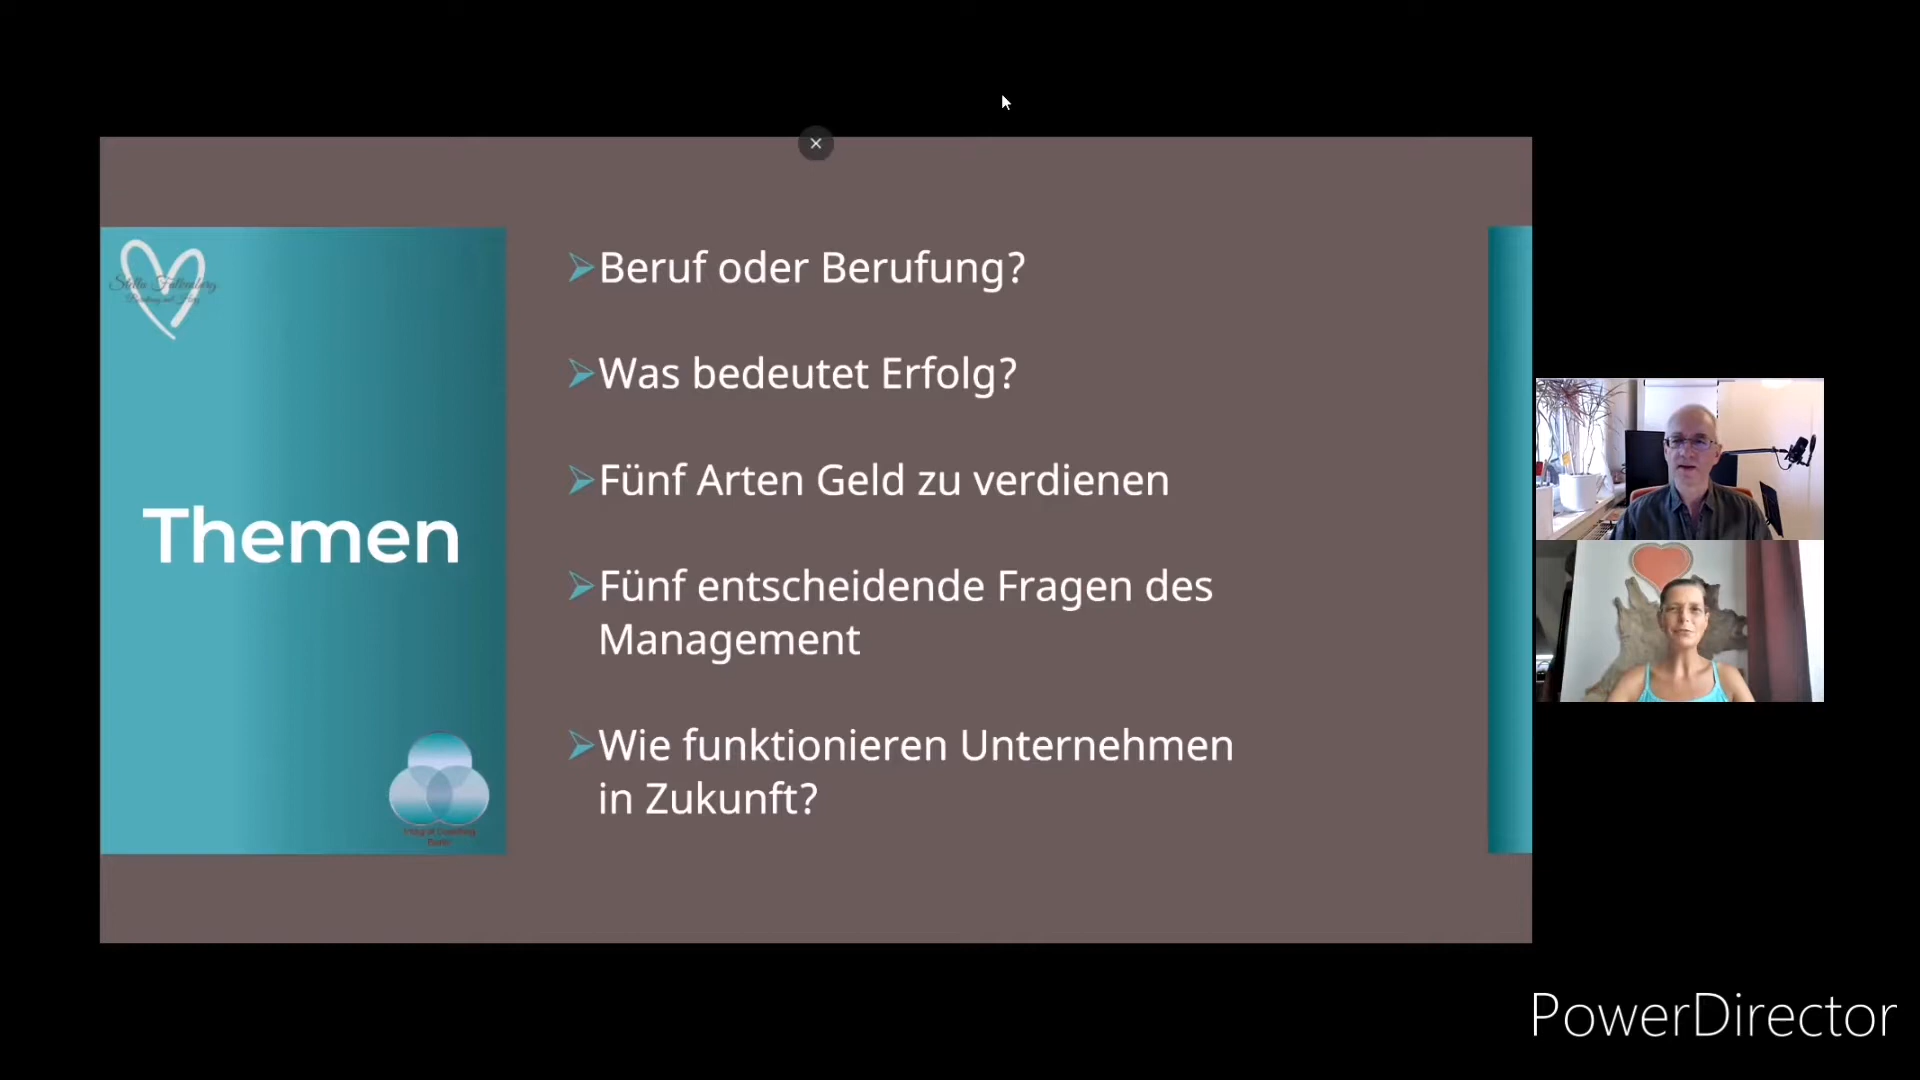 Beruf oder Berufung?
Was bedeutet Erfolg?
Fünf Arten Geld zu verdienen
Themen
Fünf entscheidende Fragen des
Management
Wie funktionieren Unternehmen
in Zukunft?
PowerDirector